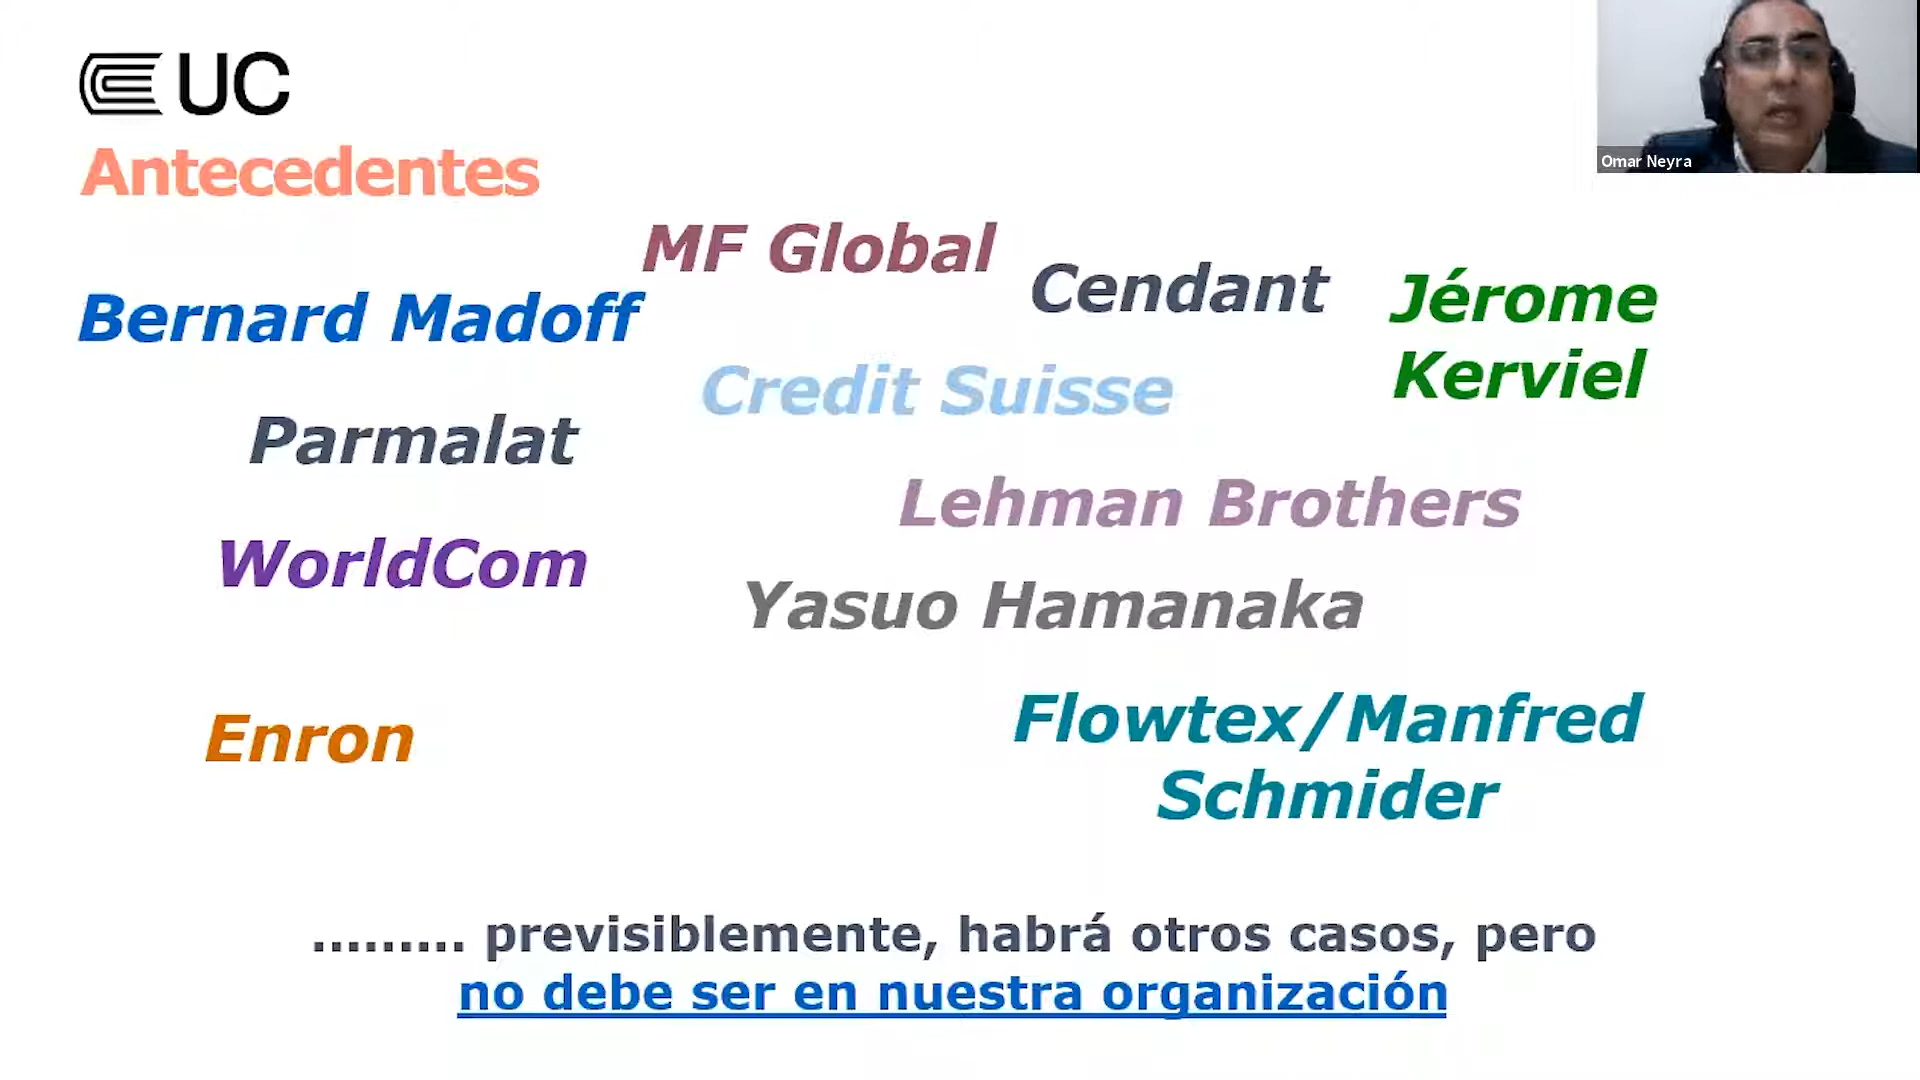 UC
Omar Neyra
Antecedentes
MF Global
Cendant
Jérome
Kerviel
Bernard Madoff
Credit Suisse
Parmalat
Lehman Brothers
WorldCom
Yasuo Hamanaka
Enron
Flowtex/Manfred
Schmider
......... previsiblemente, habrá otros casos, pero
no debe ser en nuestra organización